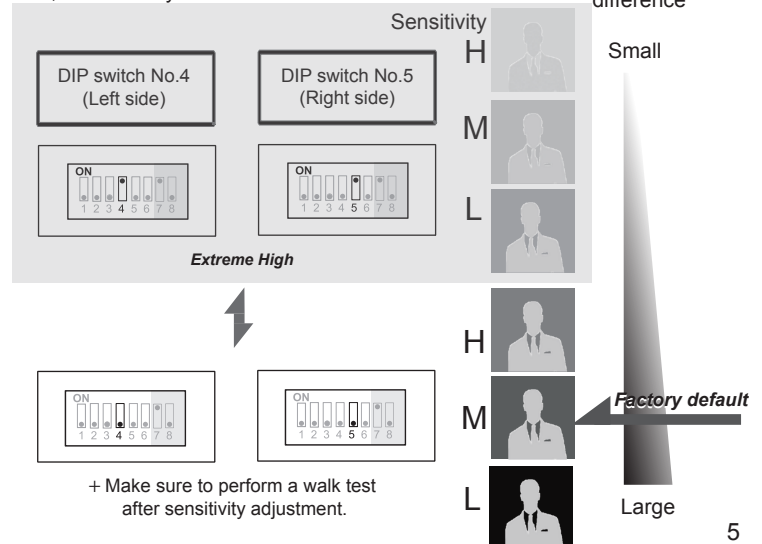 difference
Sensitivity
DIP switch No.4
(Left side)
DIP switch No.5
(Right side)
H
Small
M
L
ON
1 2 3 4 5 6 7 8
ON
1 2 3 4 5 6 7 8
Extreme High
H
M
Factory default
L
ON
1 2 3 4 5 6 7 8
ON
1 2 3 4 5 6 7 8
+ Make sure to perform a walk test
after sensitivity adjustment.
Large
5